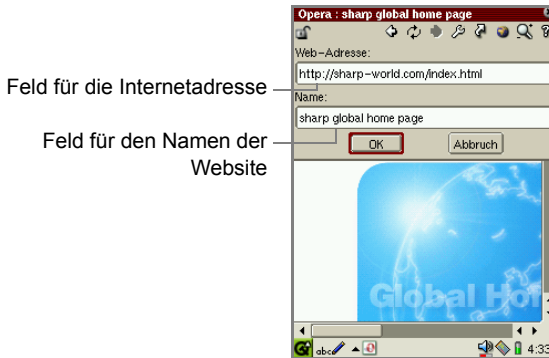 Opera : sharp global home page
Web-Adresse:
Feld für die Internetadresse
http://sharp-world.com/index.html
Name:
sharp global home page
Feld für den Namen der
Website
OK
Abbruch
Global Ho
abc
4:33